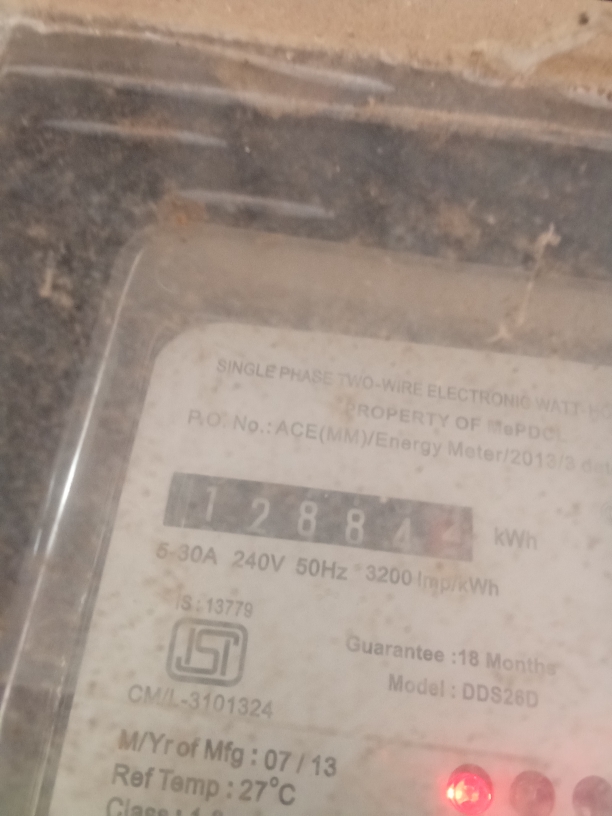 SINGLE PHASE TWO-WIRE ELECTRONIC WATT-H
PROPERTY OF MePDCL
P.O. No.: ACE(MM)/Energy Meter/2013/3
12884 kWh
5-30A 240V 50Hz 3200 Imp/kWh
IS : 13779
ISI
CM/L-3101324
Guarantee :18 Months
Model : DDS26D
M/Yr of Mfg : 07 / 13
Ref Temp : 27°C
Class :